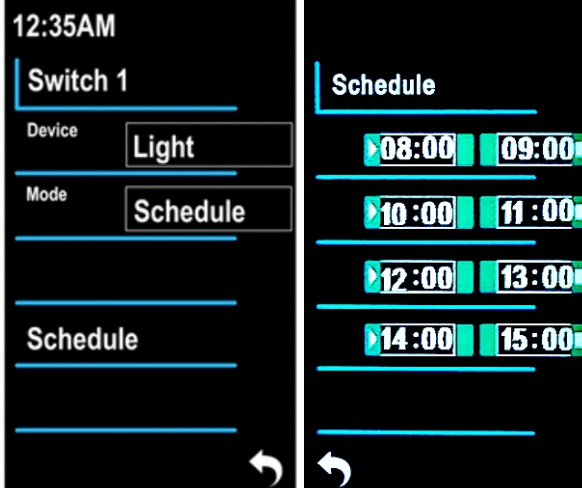 12:35AM
Switch 1
Device
Light
Mode
Schedule
Schedule
Schedule
08:00 09:00
10:00 11:00
12:00 13:00
14:00 15:00